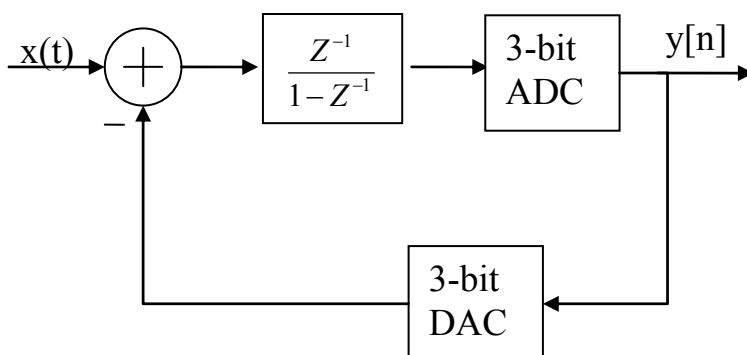 x(t)
+
−
Z⁻¹
1 − Z⁻¹
3-bit
ADC
y[n]
3-bit
DAC